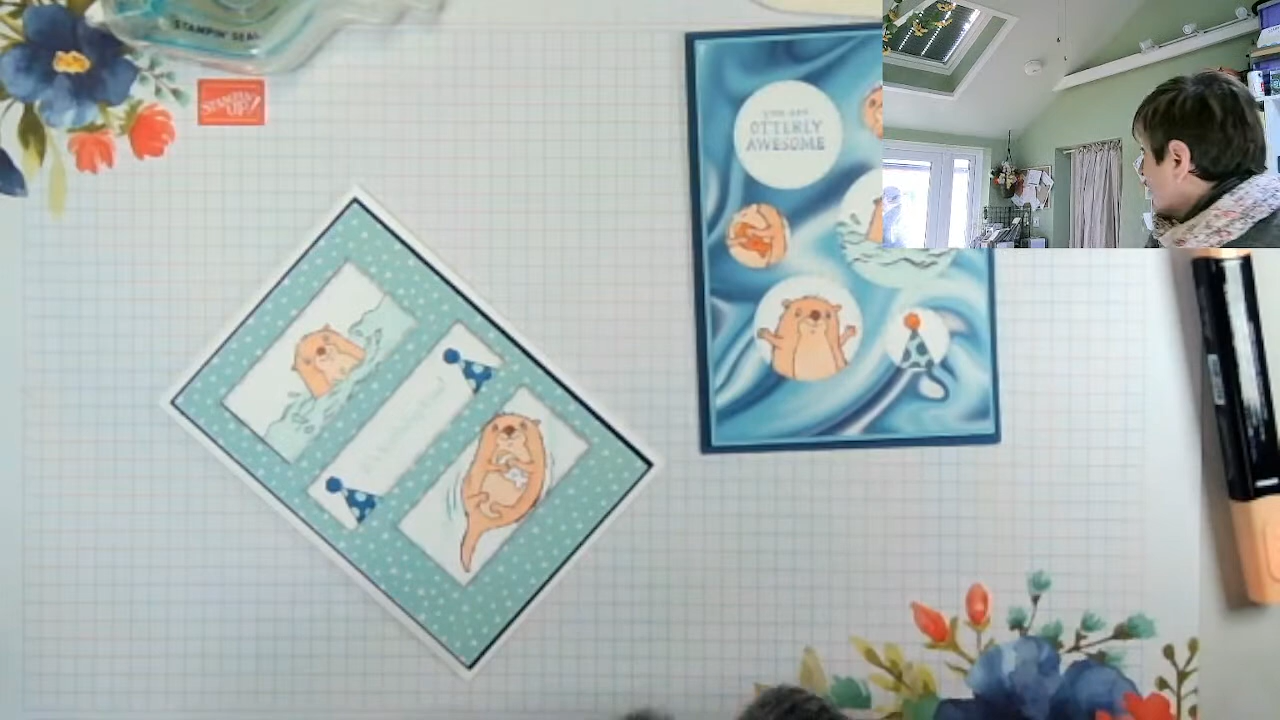 STAMPIN' SEAL
STAMPIN' UP!
YOU ARE
OTTERLY
AWESOME